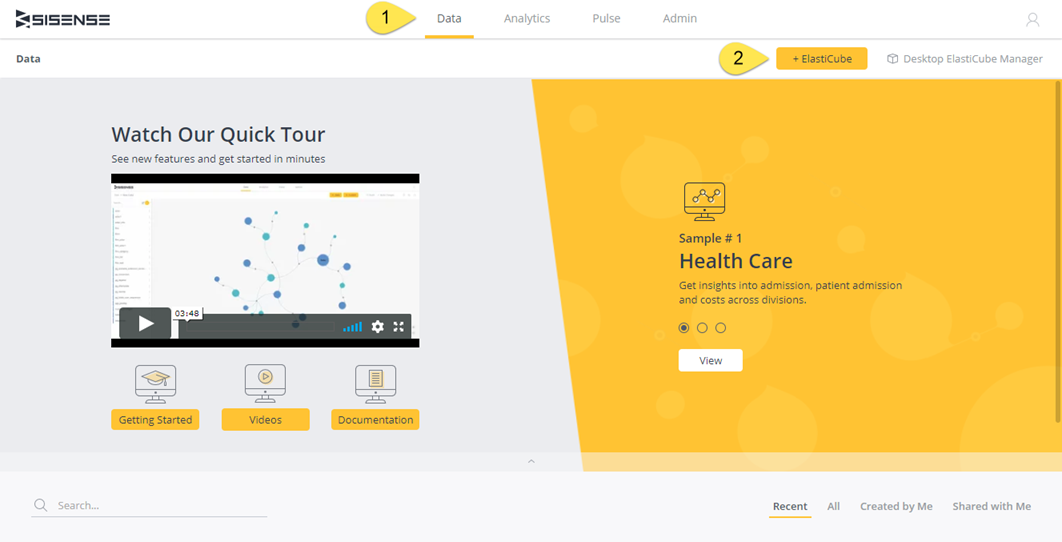 SISENSE
1
Data
Analytics
Pulse
Admin
Data
2
+ ElastiCube
Desktop ElastiCube Manager
Watch Our Quick Tour
See new features and get started in minutes
03:48
Getting Started
Videos
Documentation
Sample # 1
Health Care
Get insights into admission, patient admission
and costs across divisions.
View
Search...
Recent
All
Created by Me
Shared with Me